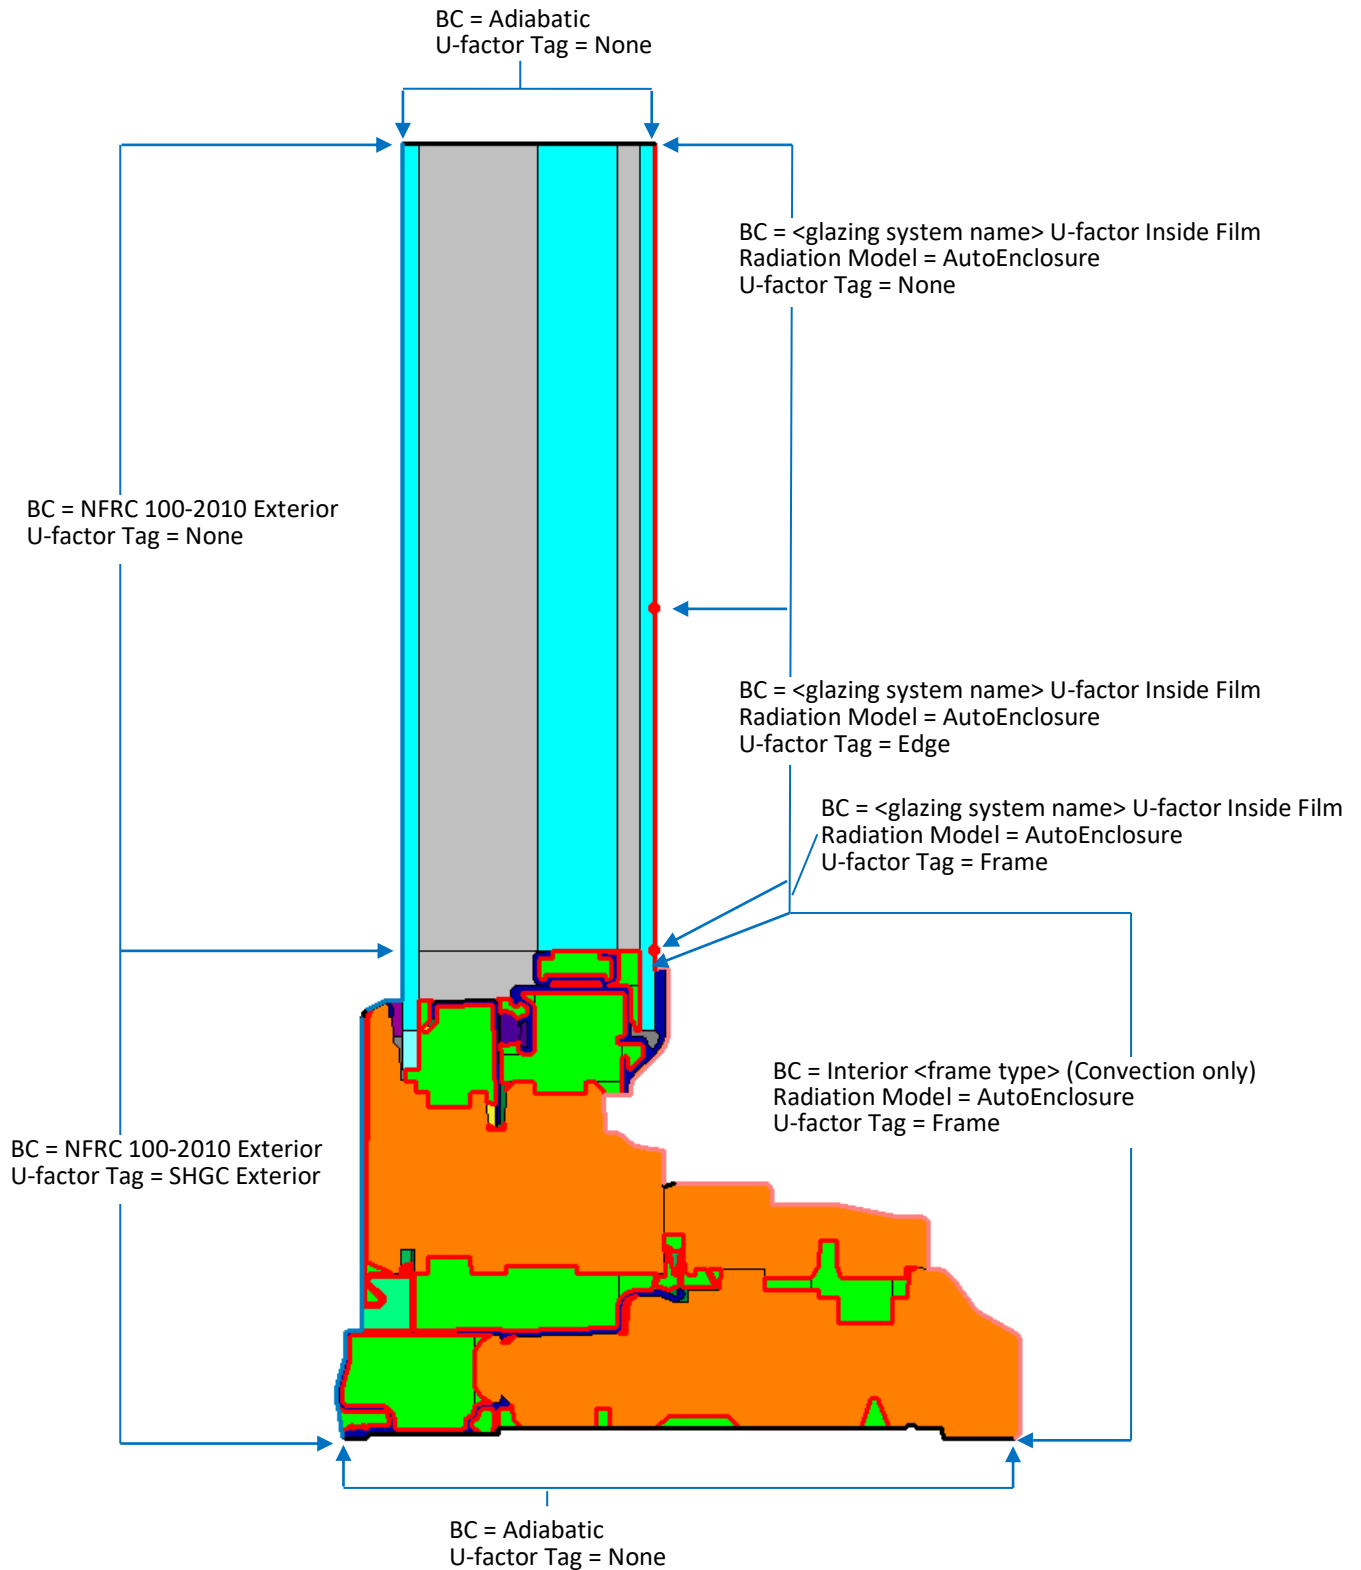 BC = Adiabatic
U-factor Tag = None
BC = <glazing system name> U-factor Inside Film
Radiation Model = AutoEnclosure
U-factor Tag = None
BC = NFRC 100-2010 Exterior
U-factor Tag = None
BC = <glazing system name> U-factor Inside Film
Radiation Model = AutoEnclosure
U-factor Tag = Edge
BC = <glazing system name> U-factor Inside Film
Radiation Model = AutoEnclosure
U-factor Tag = Frame
BC = Interior <frame type> (Convection only)
Radiation Model = AutoEnclosure
U-factor Tag = Frame
BC = NFRC 100-2010 Exterior
U-factor Tag = SHGC Exterior
BC = Adiabatic
U-factor Tag = None